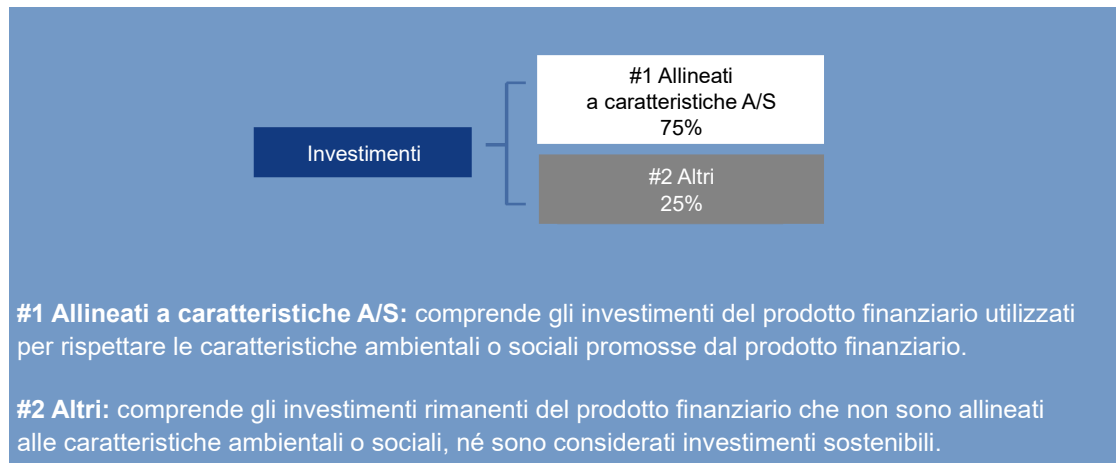 #1 Allineati
a caratteristiche A/S
75%
Investimenti
#2 Altri
25%
#1 Allineati a caratteristiche A/S: comprende gli investimenti del prodotto finanziario utilizzati
per rispettare le caratteristiche ambientali o sociali promosse dal prodotto finanziario.
#2 Altri: comprende gli investimenti rimanenti del prodotto finanziario che non sono allineati
alle caratteristiche ambientali o sociali, né sono considerati investimenti sostenibili.